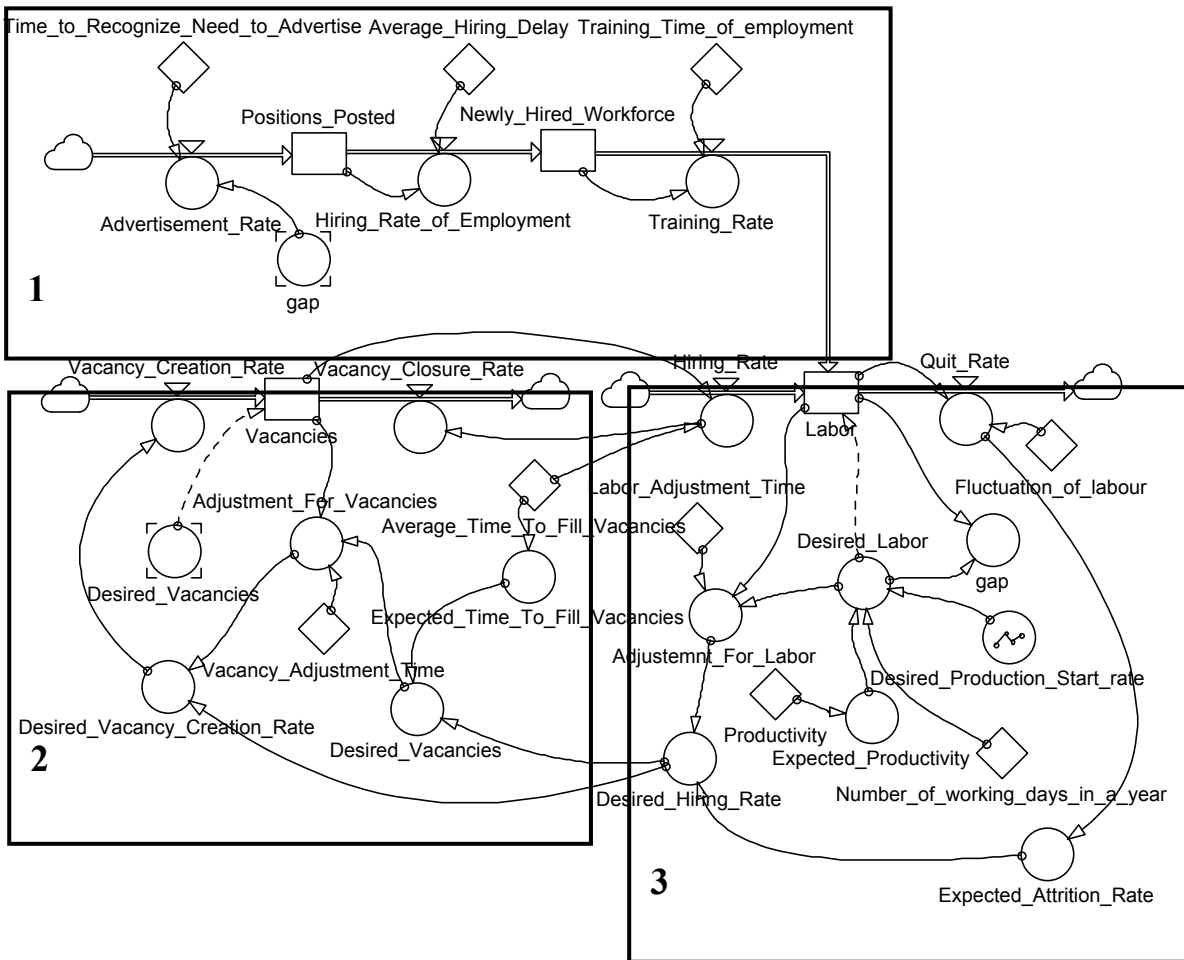 Time_to_Recognize_Need_to_Advertise
Average_Hiring_Delay
Training_Time_of_employment
Positions_Posted
Newly_Hired_Workforce
Advertisement_Rate
Hiring_Rate_of_Employment
Training_Rate
gap
1
Vacancy_Creation_Rate
Vacancy_Closure_Rate
Hiring_Rate
Quit_Rate
Vacancies
Labor
Adjustment_For_Vacancies
Labor_Adjustment_Time
Fluctuation_of_labour
Average_Time_To_Fill_Vacancies
Desired_Labor
Desired_Vacancies
gap
Expected_Time_To_Fill_Vacancies
Vacancy_Adjustment_Time
Adjustemnt_For_Labor
Desired_Production_Start_rate
Desired_Vacancy_Creation_Rate
Desired_Vacancies
Productivity
Expected_Productivity
2
Desired_Hiring_Rate
Number_of_working_days_in_a_year
3
Expected_Attrition_Rate